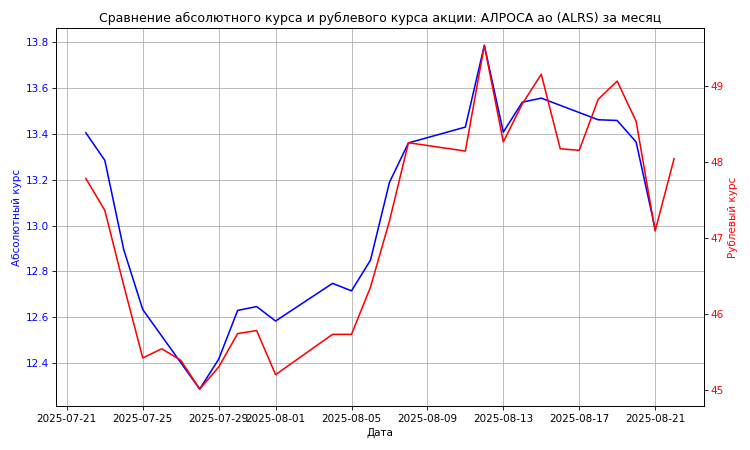 Сравнение абсолютного курса и рублевого курса акции: АЛРОСА ао (ALRS) за месяц
13.8
13.6
13.4
13.2
13.0
12.8
12.6
12.4
Абсолютный курс
49
48
47
46
45
Рублевый курс
2025-07-21 2025-07-25 2025-07-29 2025-08-01 2025-08-05 2025-08-09 2025-08-13 2025-08-17 2025-08-21
Дата